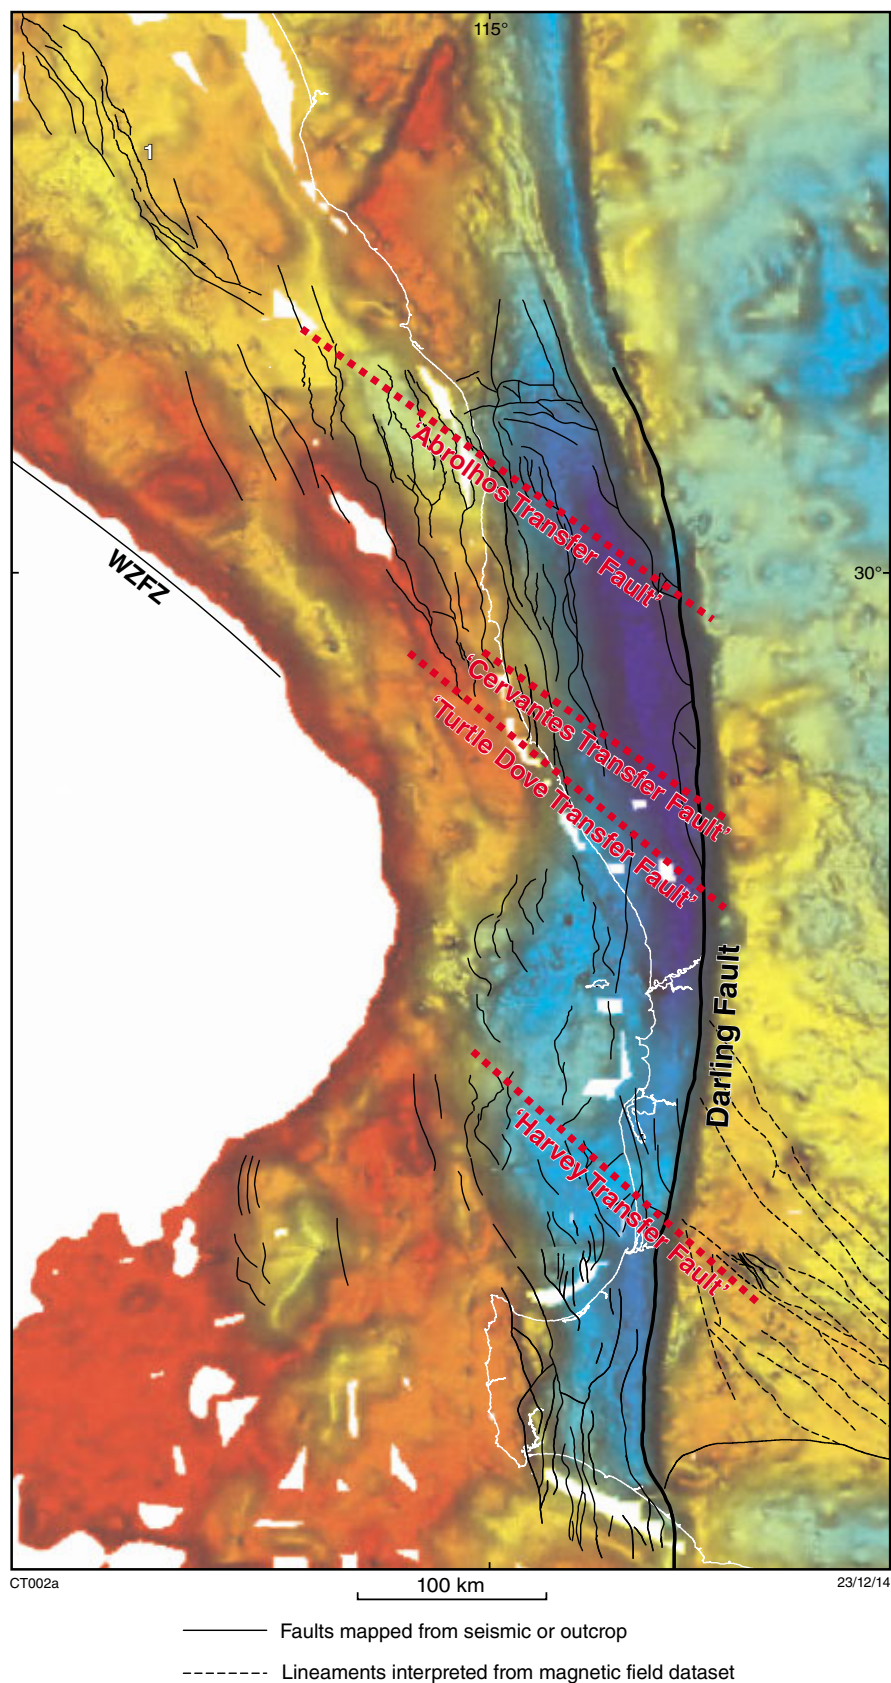 115°
1
'Abrolhos Transfer Fault'
30°
WZFZ
'Cervantes Transfer Fault'
'Turtle Dove Transfer Fault'
Darling Fault
'Harvey Transfer Fault'
CT002a
100 km
23/12/14
Faults mapped from seismic or outcrop
Lineaments interpreted from magnetic field dataset